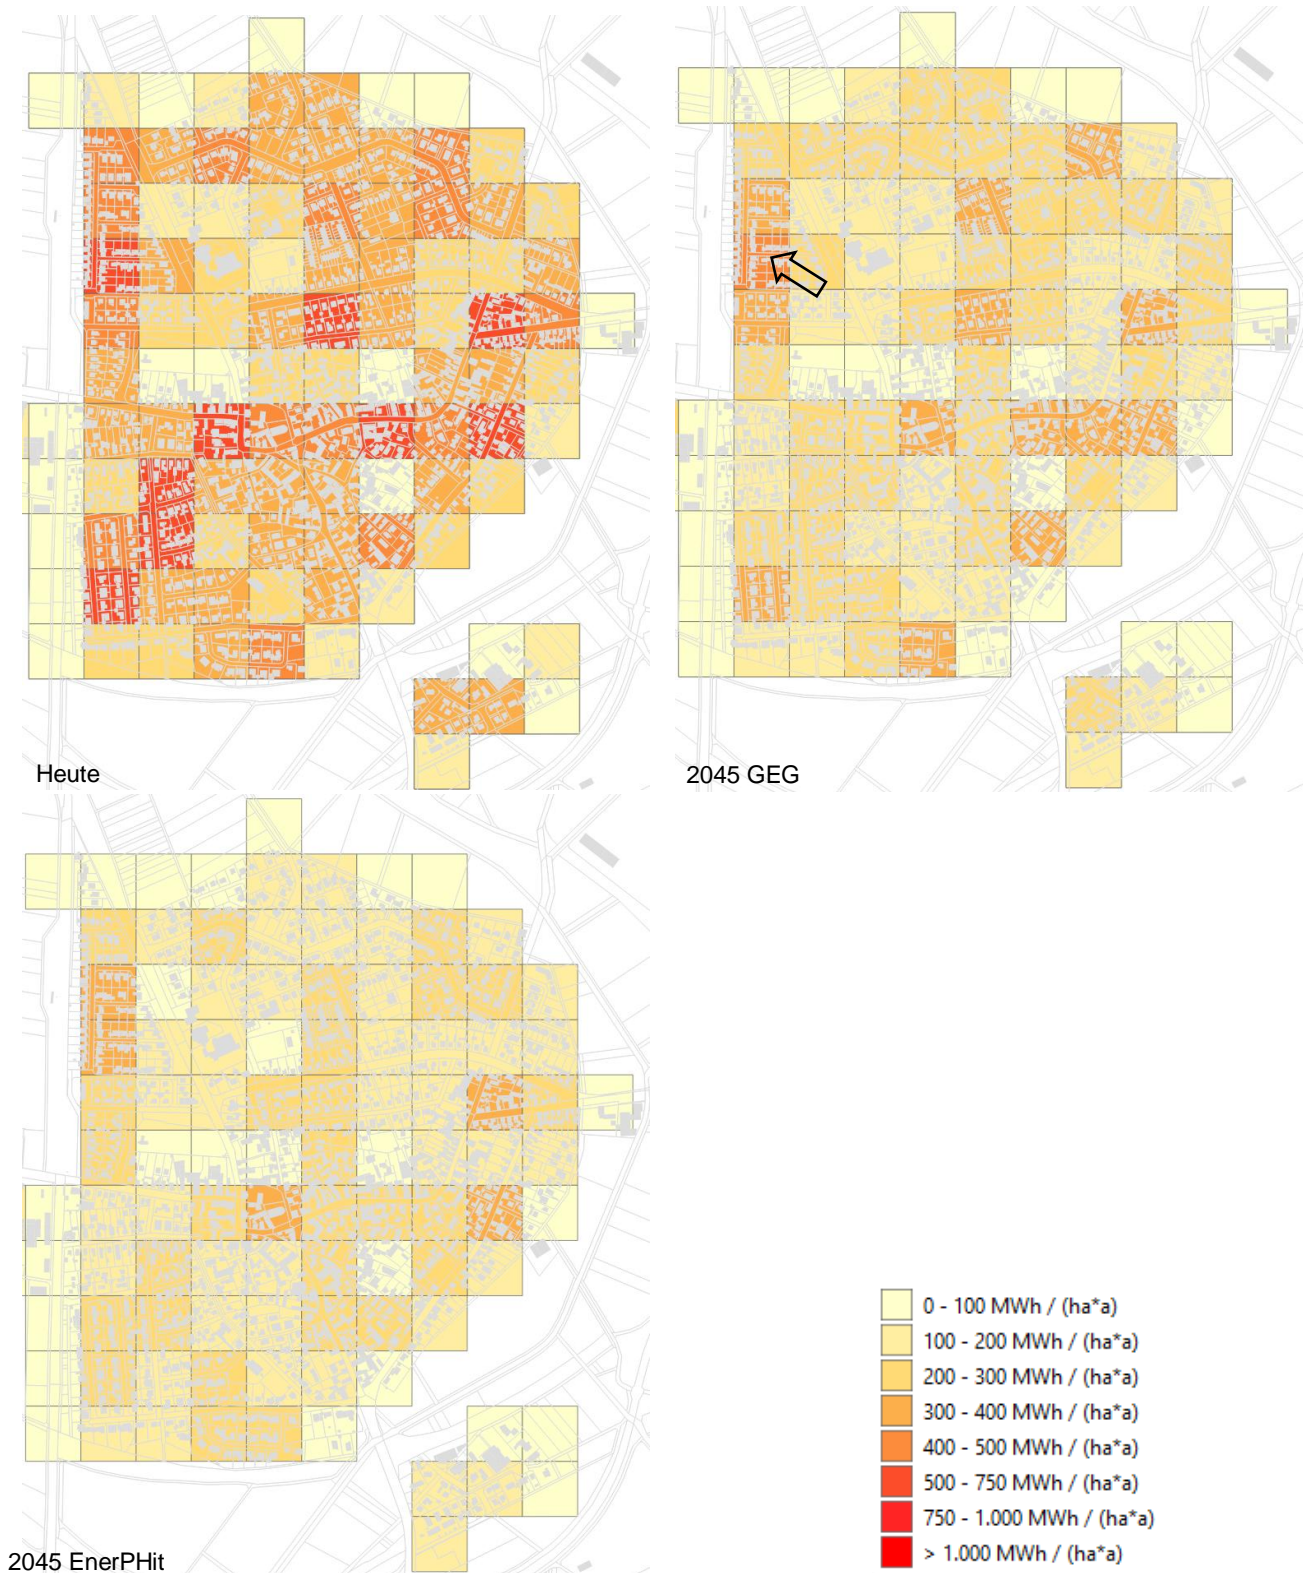 Heute
2045 GEG
2045 EnerPHit
0 - 100 MWh / (ha*a)
100 - 200 MWh / (ha*a)
200 - 300 MWh / (ha*a)
300 - 400 MWh / (ha*a)
400 - 500 MWh / (ha*a)
500 - 750 MWh / (ha*a)
750 - 1.000 MWh / (ha*a)
> 1.000 MWh / (ha*a)